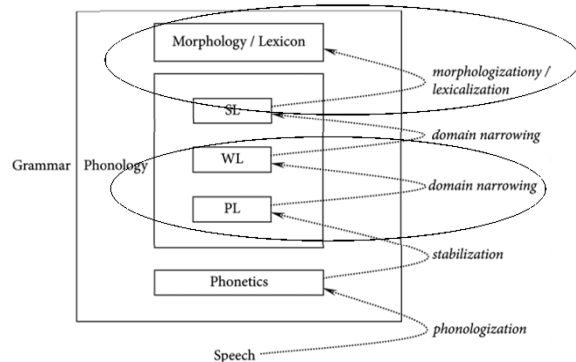 Morphology / Lexicon
morphologizationy /
lexicalization
SL
domain narrowing
Grammar
Phonology
WL
domain narrowing
PL
stabilization
Phonetics
phonologization
Speech